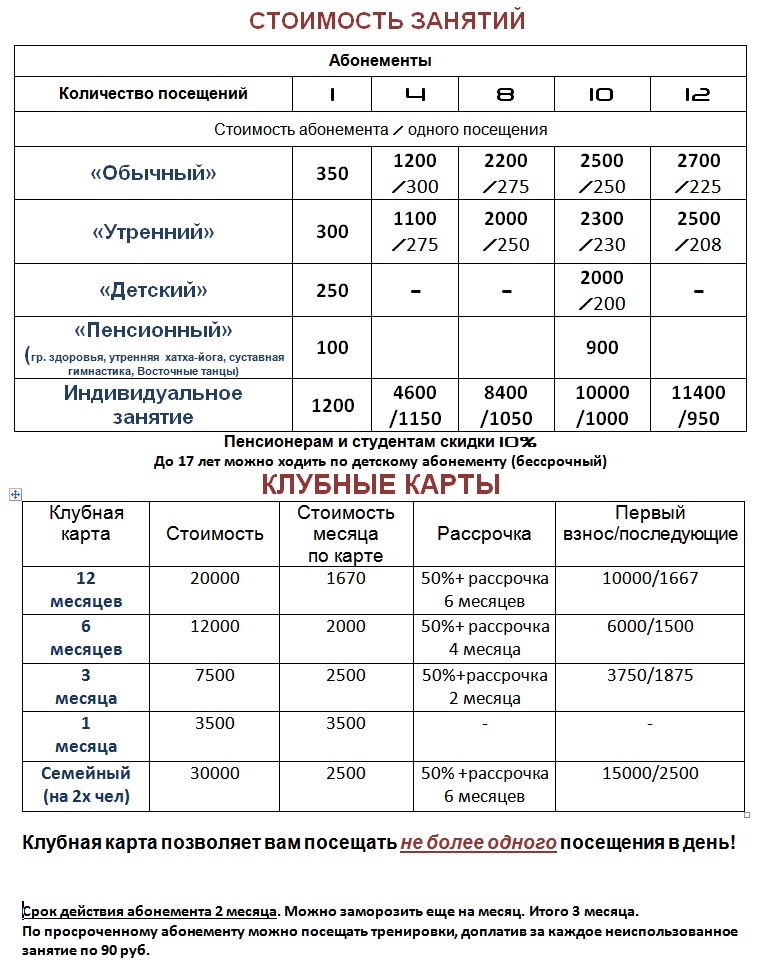 СТОИМОСТЬ ЗАНЯТИЙ
Абонементы
Количество посещений 1 4 8 10 12
Стоимость абонемента / одного посещения
«Обычный» 350 1200 /300 2200 /275 2500 /250 2700 /225
«Утренний» 300 1100 /275 2000 /250 2300 /230 2500 /208
«Детский» 250 – – 2000 /200 –
«Пенсионный» 100 900
(гр. здоровья, утренняя хатха-йога, суставная
гимнастика, Восточные танцы)
Индивидуальное
занятие 1200 4600 /1150 8400 /1050 10000 /1000 11400 /950
Пенсионерам и студентам скидки 10%
До 17 лет можно ходить по детскому абонементу (бессрочный)
КЛУБНЫЕ КАРТЫ
Клубная карта Стоимость Стоимость месяца по карте Рассрочка Первый взнос/последующие
12 месяцев 20000 1670 50%+ рассрочка 6 месяцев 10000/1667
6 месяцев 12000 2000 50%+ рассрочка 4 месяца 6000/1500
3 месяца 7500 2500 50%+рассрочка 2 месяца 3750/1875
1 месяца 3500 3500 - -
Семейный (на 2х чел) 30000 2500 50% +рассрочка 6 месяцев 15000/2500
Клубная карта позволяет вам посещать не более одного посещения в день!
Срок действия абонемента 2 месяца. Можно заморозить еще на месяц. Итого 3 месяца.
По просроченному абонементу можно посещать тренировки, доплатив за каждое неиспользованное
занятие по 90 руб.